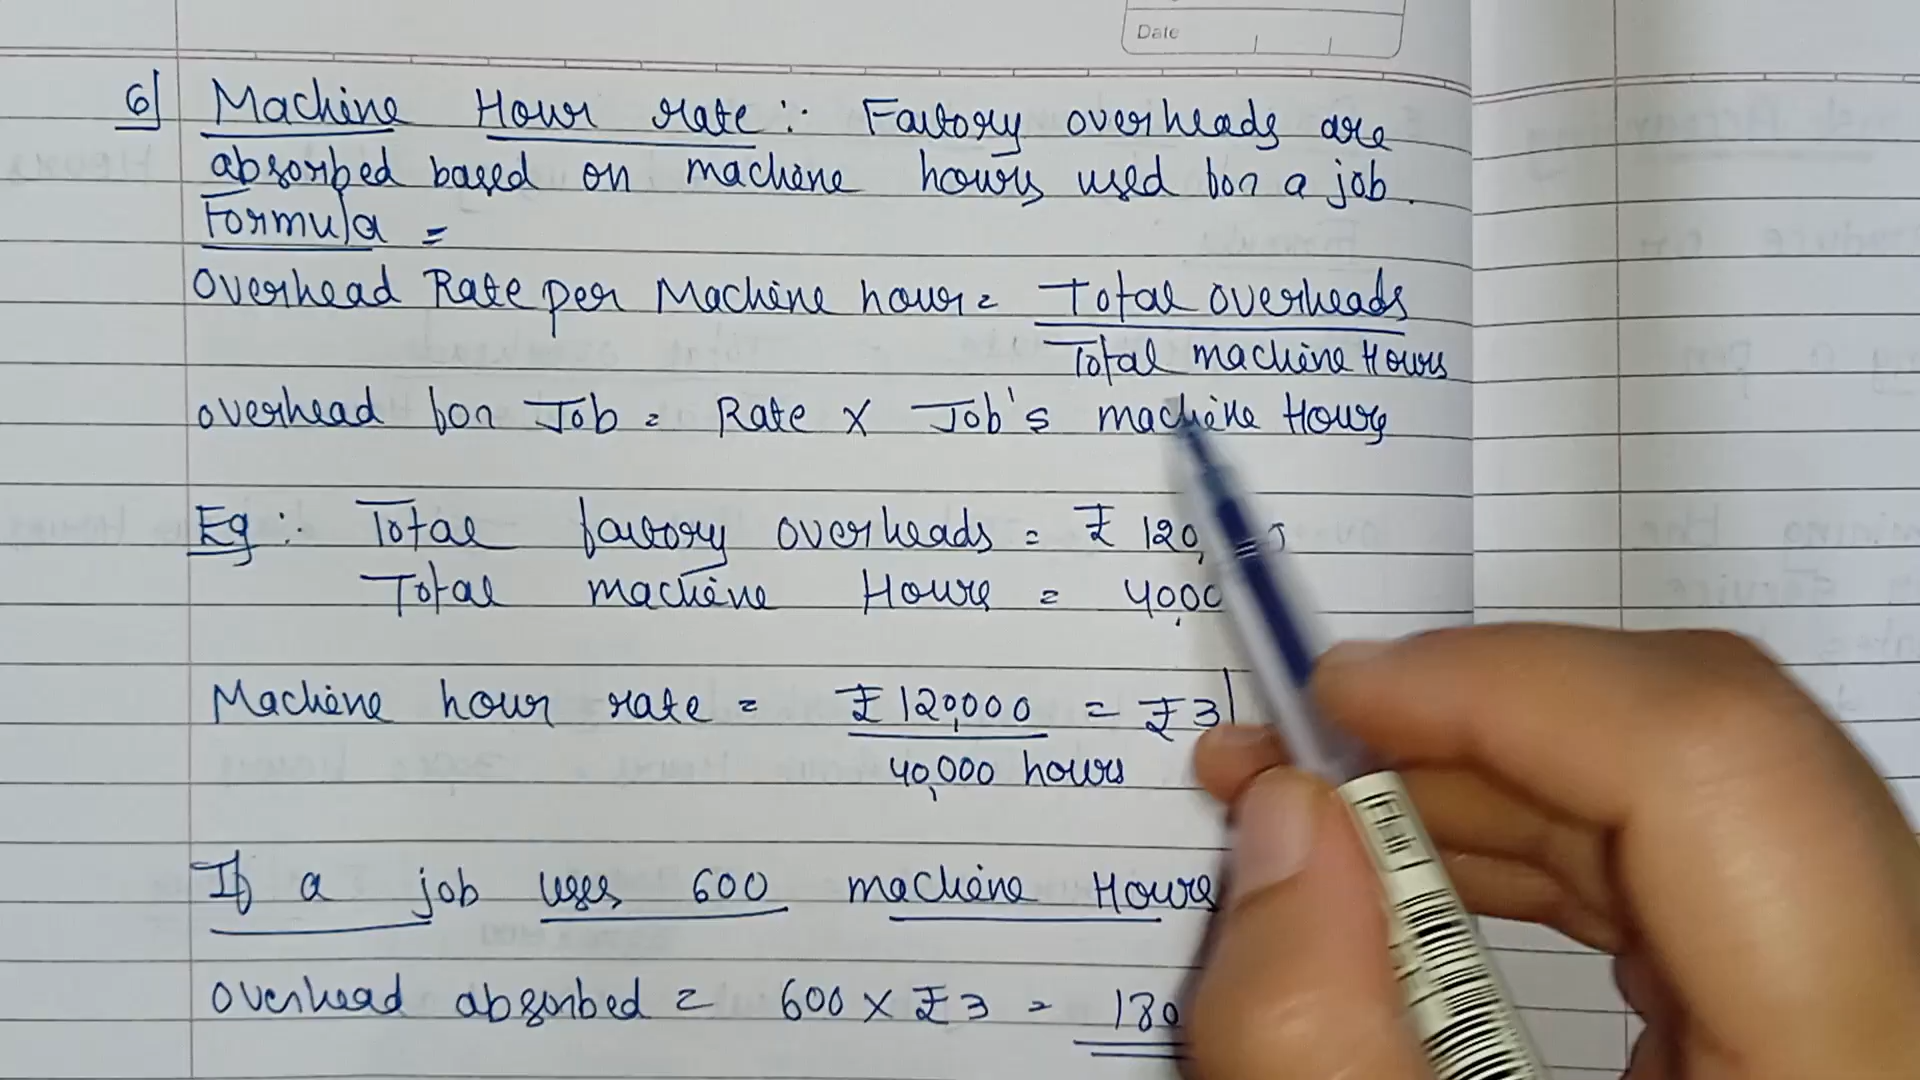 Date
6] Machine Hour rate :- Factory overheads are
absorbed based on machine hours used for a job.
Formula =
Overhead Rate per Machine hour = Total overheads
Total machine Hours
overhead for Job = Rate X Job's machine Hours
Eg :- Total factory overheads = ₹ 120,
Total machine Hours =
Machine hour rate = ₹ 120,000 = ₹ 3
40,000 hours
If a job uses 600 machine Hours
overhead absorbed = 600 x ₹ 3 =